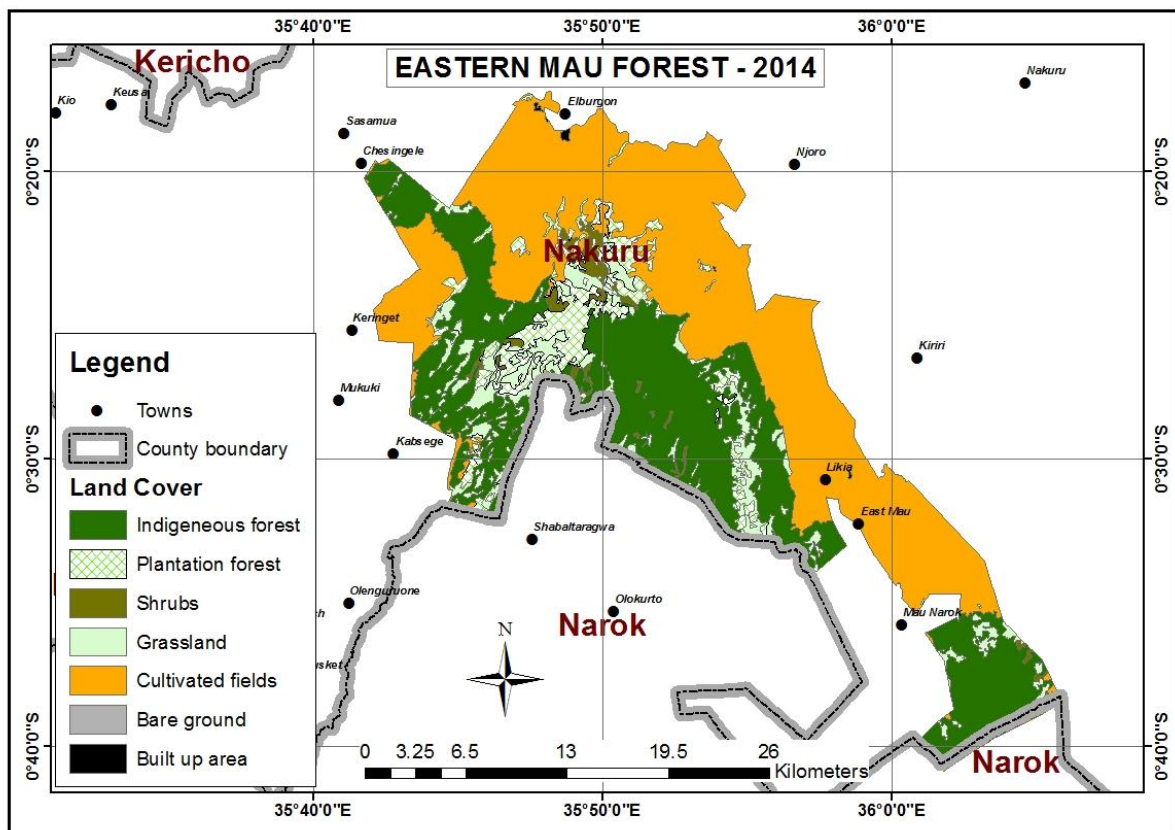 35°40'0"E
35°50'0"E
36°0'0"E
EASTERN MAU FOREST - 2014
Kericho
Kio
Keusa
Nakuru
Elburgon
Sasamua
Chesingele
Njoro
0°20'0"S
0°20'0"S
Nakuru
Keringet
Kiriri
Mukuki
Kabsege
0°30'0"S
0°30'0"S
Likia
East Mau
Shabaltaragwa
Olenguruone
ch
Olokurto
Mau Narok
Narok
usket
N
0°40'0"S
0°40'0"S
Narok
Legend
Towns
County boundary
Land Cover
Indigeneous forest
Plantation forest
Shrubs
Grassland
Cultivated fields
Bare ground
Built up area
0 3.25 6.5 13 19.5 26
Kilometers
35°40'0"E
35°50'0"E
36°0'0"E